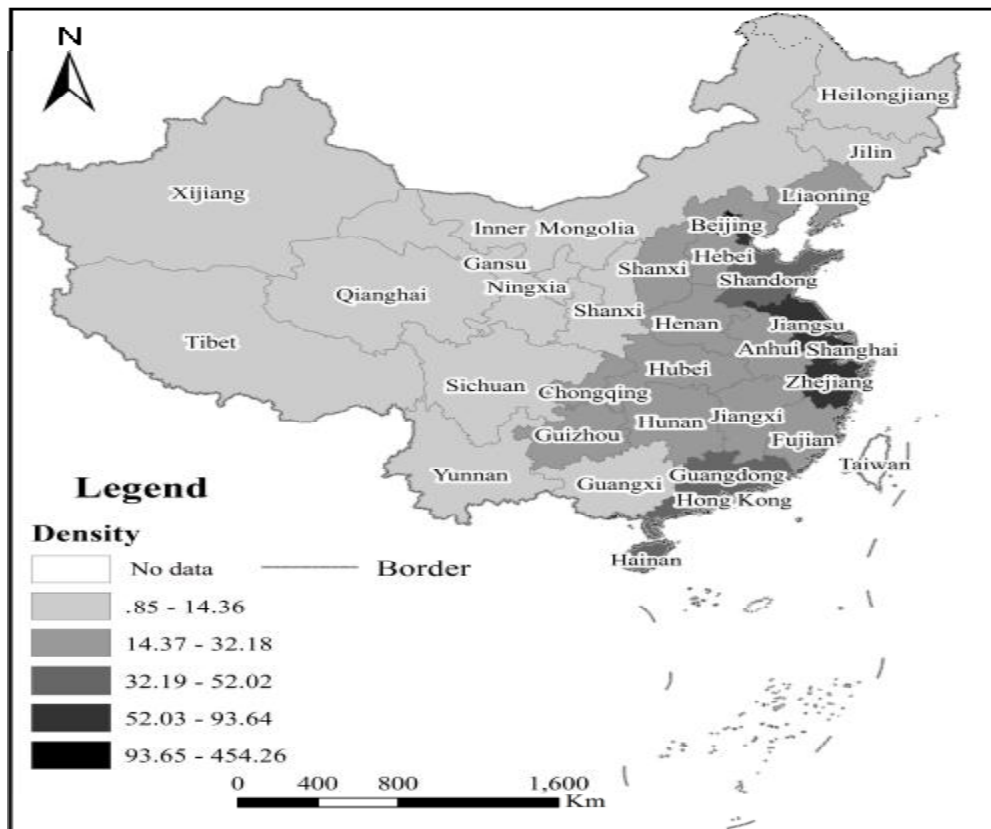 N
Heilongjiang
Jilin
Liaoning
Xijiang
Beijing
Inner Mongolia
Hebei
Gansu
Shanxi
Shandong
Qianghai
Ningxia
Shanxi
Henan
Jiangsu
Tibet
Anhui Shanghai
Hubei
Zhejiang
Sichuan
Chongqing
Hunan
Jiangxi
Guizhou
Fujian
Taiwan
Yunnan
Guangxi
Guangdong
Hong Kong
Hainan
Legend
Density
No data
Border
.85 - 14.36
14.37 - 32.18
32.19 - 52.02
52.03 - 93.64
93.65 - 454.26
0 400 800 1,600
Km